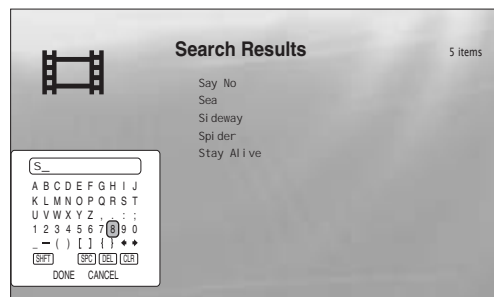 Search Results
5 items
Say No
Sea
Sideway
Spider
Stay Alive
S_
A B C D E F G H I J
K L M N O P Q R S T
U V W X Y Z , . : ;
1 2 3 4 5 6 7 8 9 0
_ – ( ) [ ] { }
SHFT SPC DEL CLR
DONE CANCEL